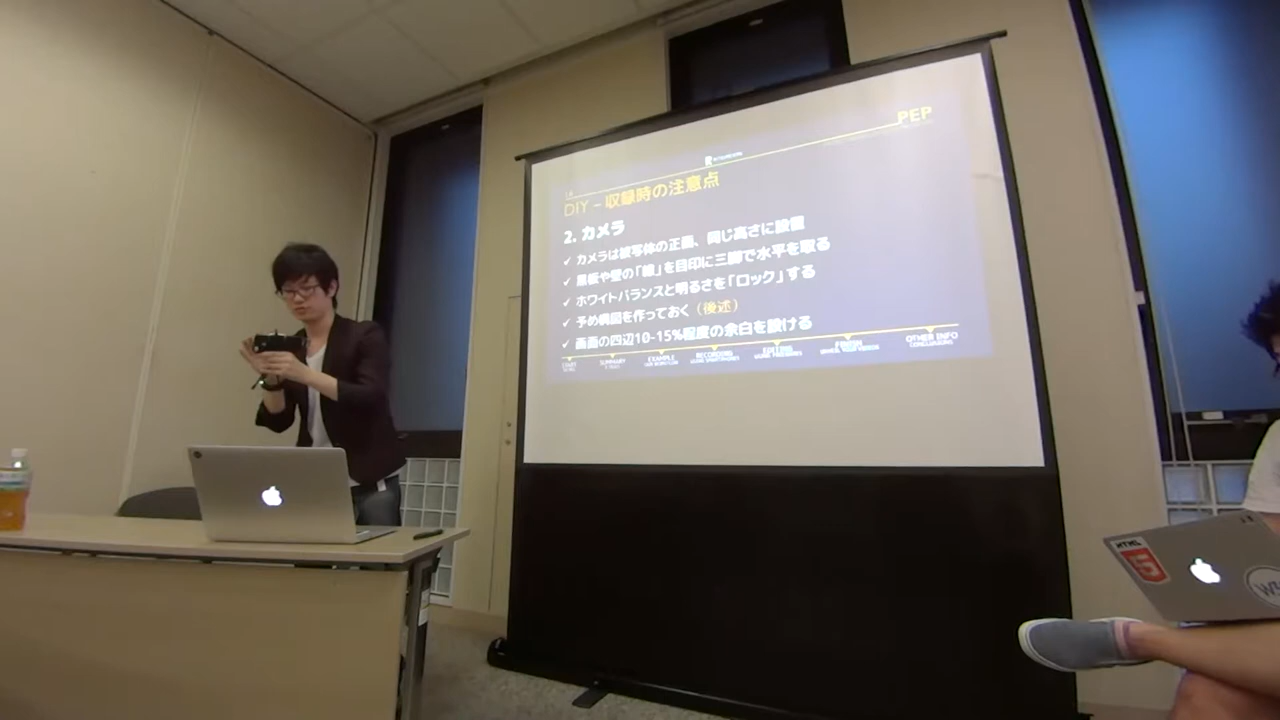 PEP
DIY - 収録時の注意点
2. カメラ
✓ カメラは被写体の正面、同じ高さに設置
✓ 黒板や壁の「線」を目印に三脚で水平を取る
✓ ホワイトバランスと明るさを「ロック」する
✓ 予め構図を作っておく（後述）
✓ 画面の四辺10-15%程度の余白を設ける
START
SUMMARY
EXAMPLE
RECORDING
EDITING
FINISH
OTHER INFO
CONCLUSIONS
HTML
5